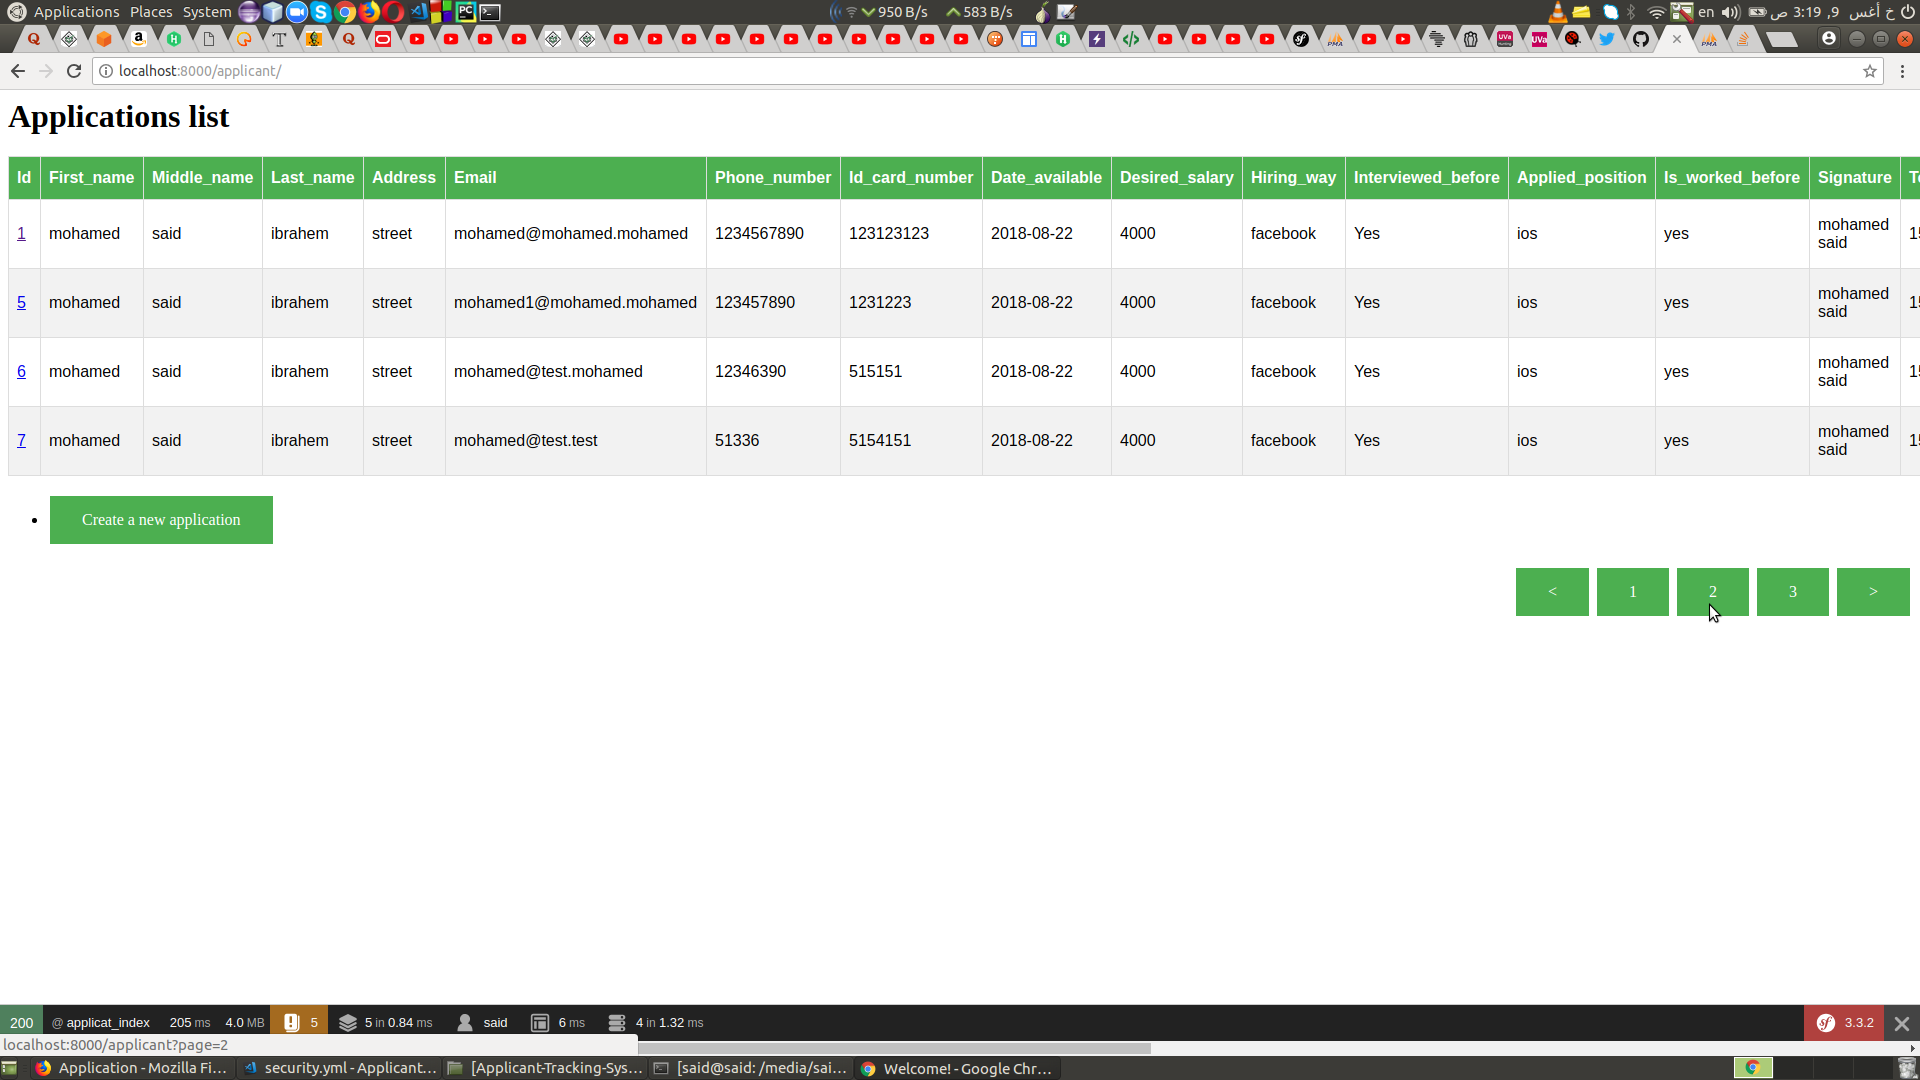 Applications Places System 950 B/s 583 B/s en خ أغس 9, 3:19 ص
localhost:8000/applicant/
Applications list
Id First_name Middle_name Last_name Address Email Phone_number Id_card_number Date_available Desired_salary Hiring_way Interviewed_before Applied_position Is_worked_before Signature
1 mohamed said ibrahem street mohamed@mohamed.mohamed 1234567890 123123123 2018-08-22 4000 facebook Yes ios yes mohamed said
5 mohamed said ibrahem street mohamed1@mohamed.mohamed 123457890 1231223 2018-08-22 4000 facebook Yes ios yes mohamed said
6 mohamed said ibrahem street mohamed@test.mohamed 12346390 515151 2018-08-22 4000 facebook Yes ios yes mohamed said
7 mohamed said ibrahem street mohamed@test.test 51336 5154151 2018-08-22 4000 facebook Yes ios yes mohamed said
Create a new application
< 1 2 3 >
200 @ applicat_index 205 ms 4.0 MB 5 5 in 0.84 ms said 6 ms 4 in 1.32 ms sf 3.3.2
localhost:8000/applicant?page=2
Application - Mozilla Fi... security.yml - Applicant... [Applicant-Tracking-Sys... [said@said: /media/sai... Welcome! - Google Chr...